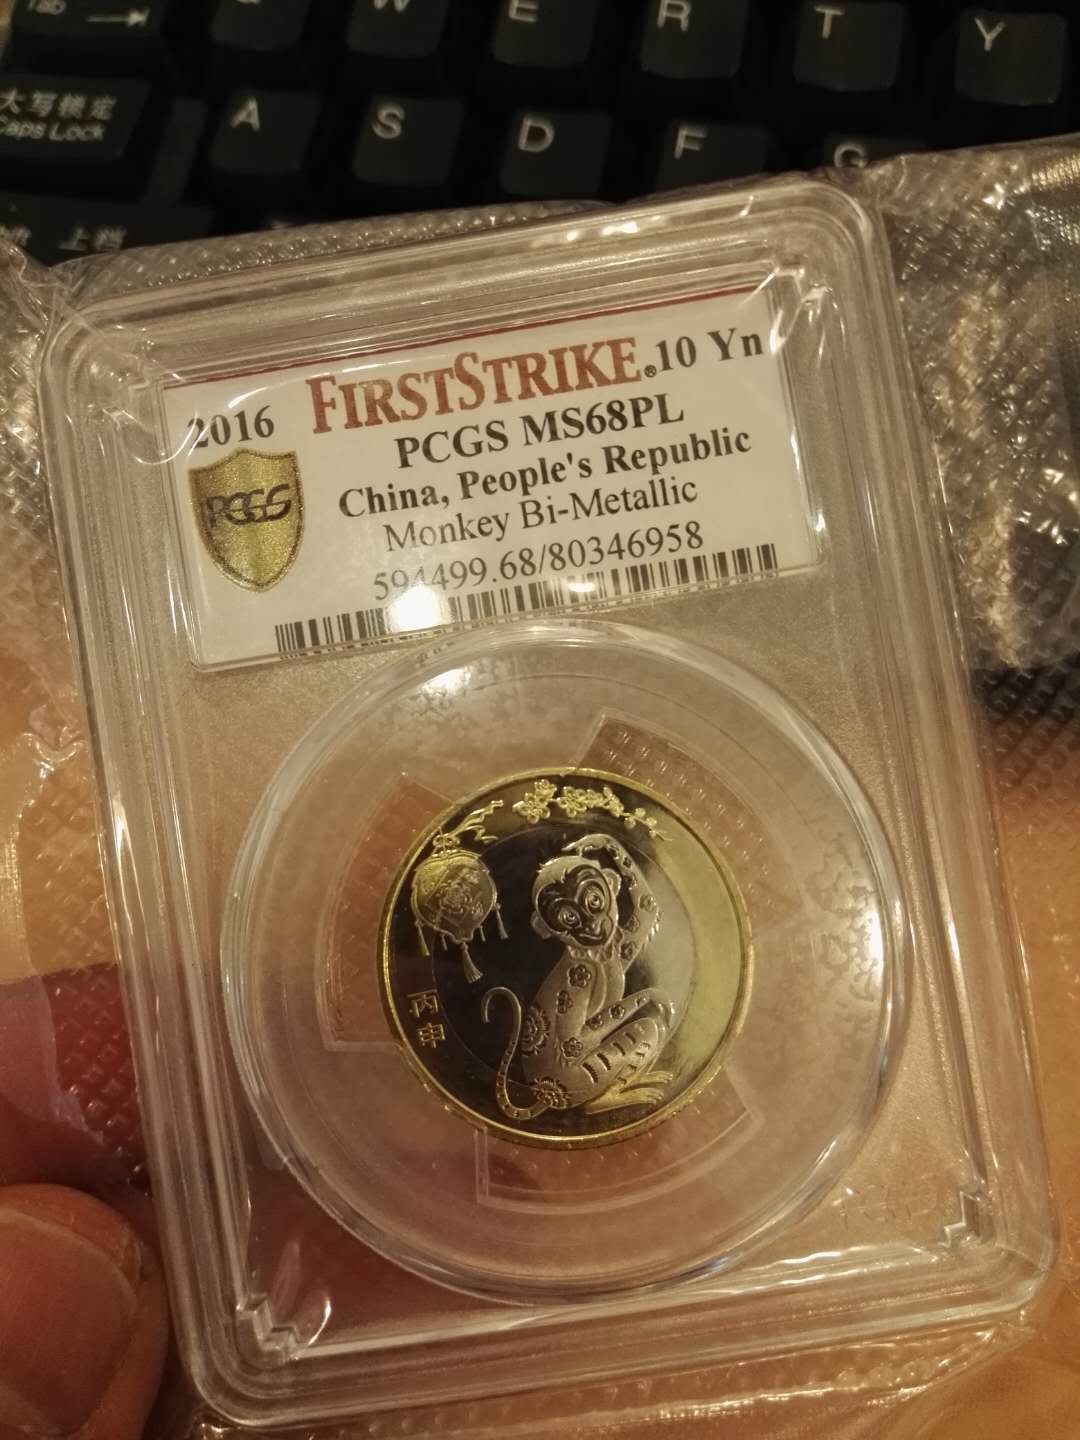 Tab
Q W E R T Y
大写锁定
Caps Lock
A S D F G
上档
2016 FIRSTSTRIKE® 10 Yn
PCGS MS68PL
PCGS
China, People's Republic
Monkey Bi-Metallic
594499.68/80346958
丙申